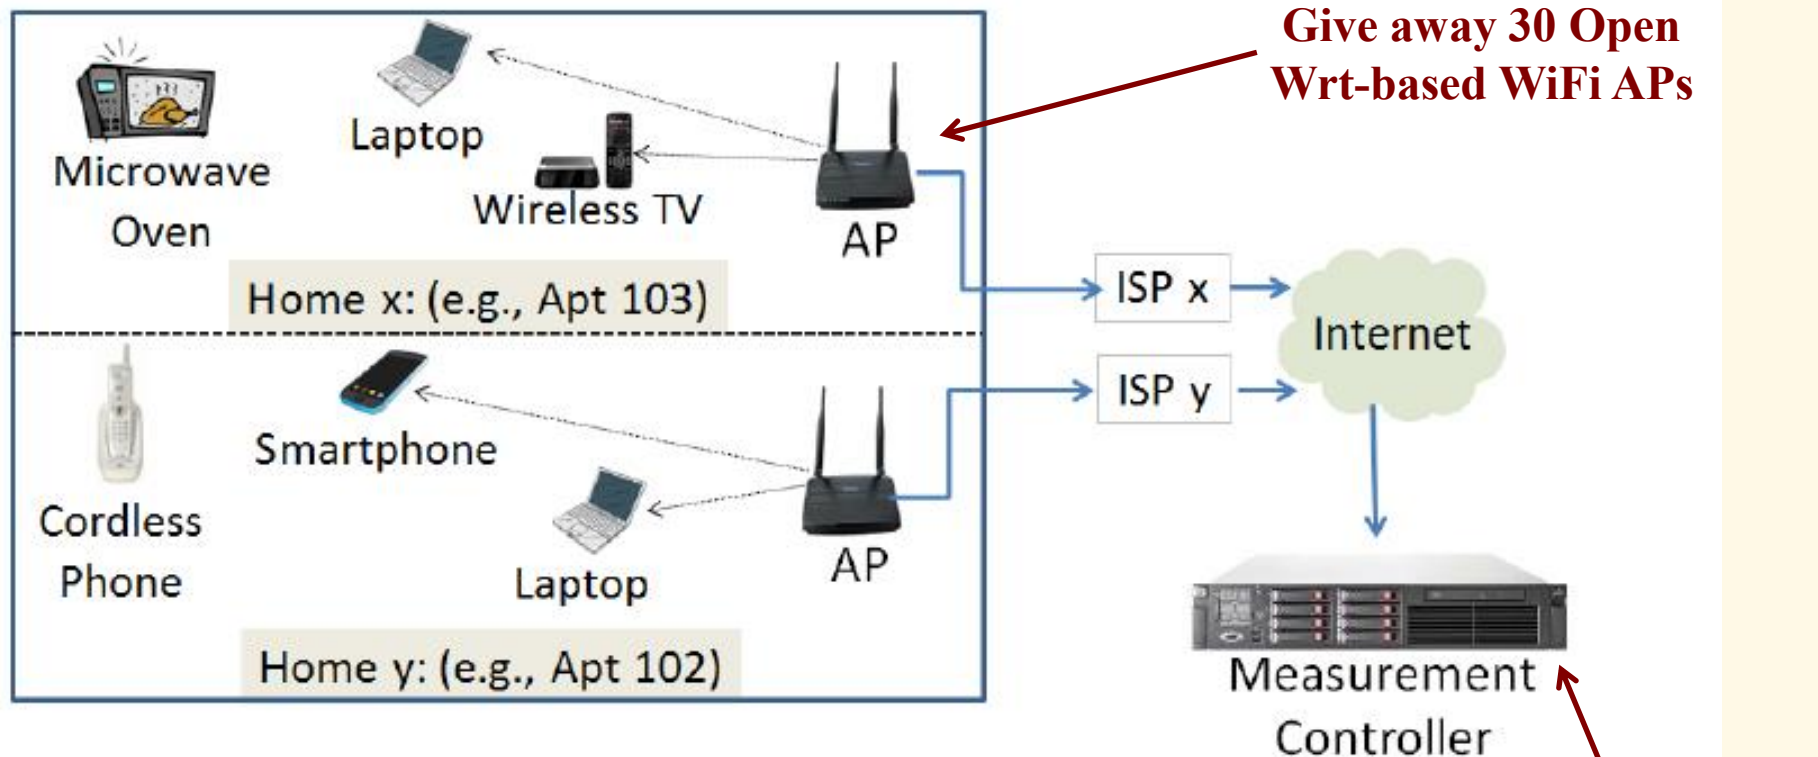 Give away 30 Open
Wrt-based WiFi APs
Laptop
Microwave
Oven
Wireless TV
AP
Home x: (e.g., Apt 103)
ISP x
Internet
ISP y
Smartphone
Cordless
Phone
Laptop
AP
Home y: (e.g., Apt 102)
Measurement
Controller